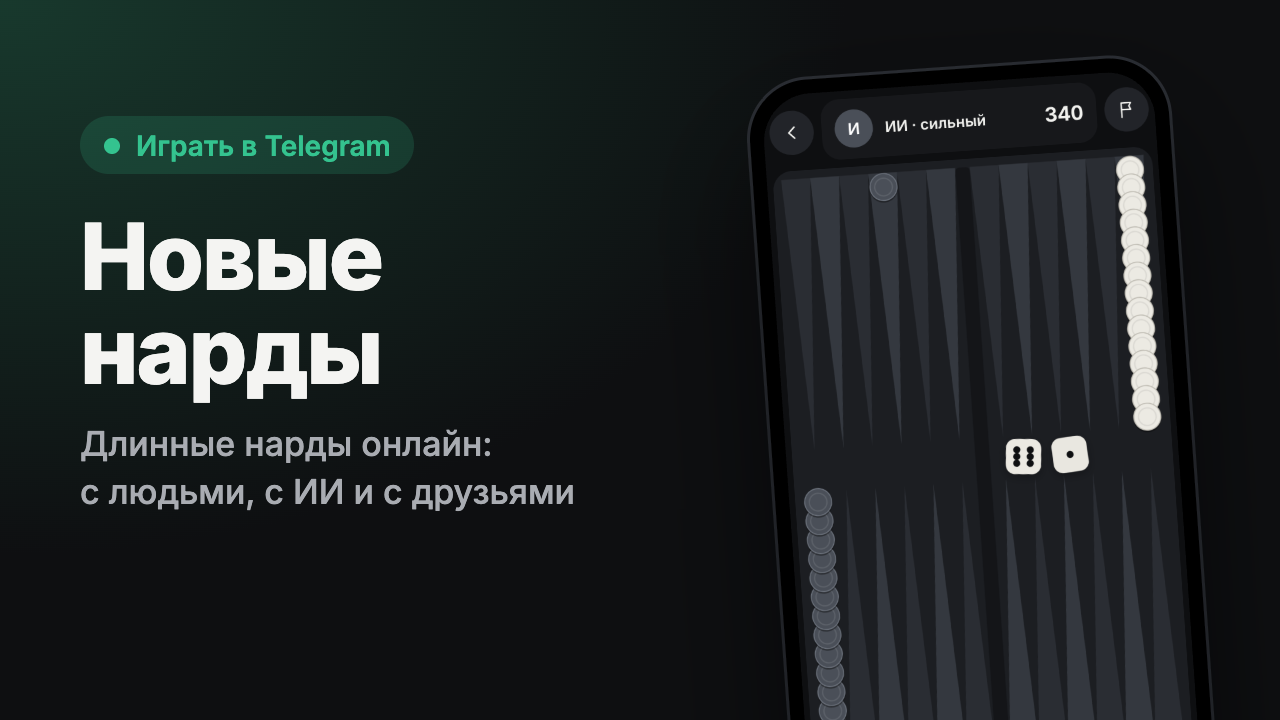 Играть в Telegram
Новые
нарды
Длинные нарды онлайн:
с людьми, с ИИ и с друзьями
И
ИИ · сильный
340